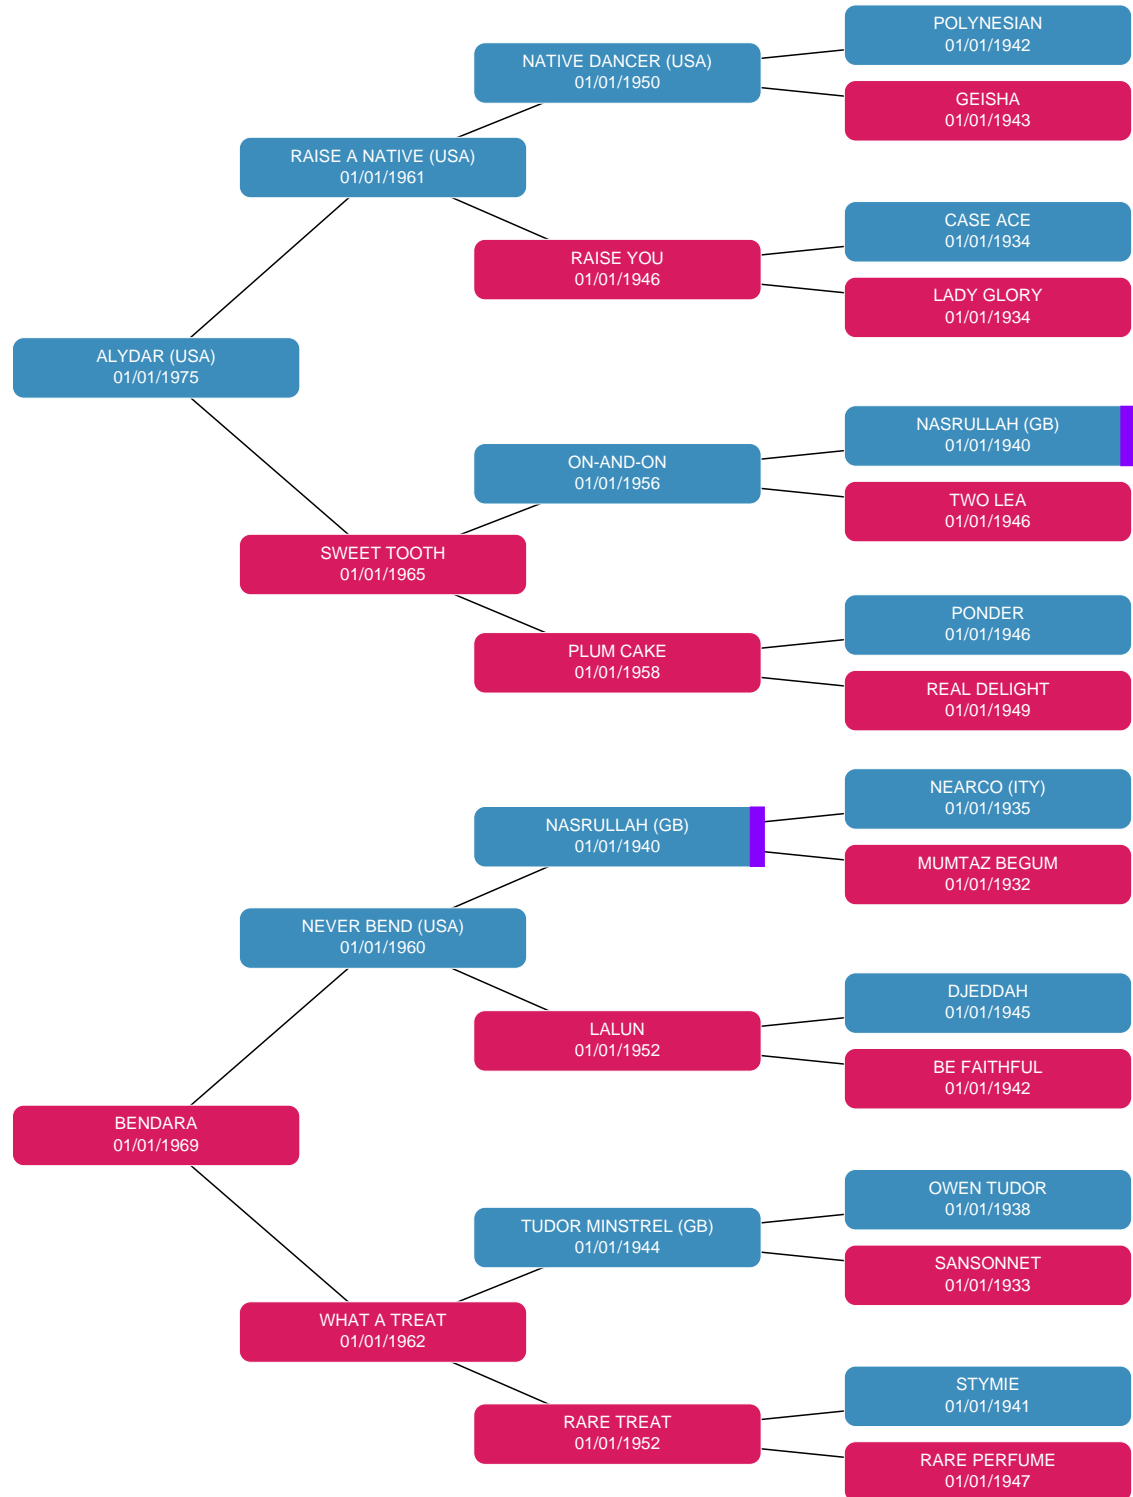 POLYNESIAN
01/01/1942
NATIVE DANCER (USA)
01/01/1950
GEISHA
01/01/1943
RAISE A NATIVE (USA)
01/01/1961
CASE ACE
01/01/1934
RAISE YOU
01/01/1946
LADY GLORY
01/01/1934
ALYDAR (USA)
01/01/1975
NASRULLAH (GB)
01/01/1940
ON-AND-ON
01/01/1956
TWO LEA
01/01/1946
SWEET TOOTH
01/01/1965
PONDER
01/01/1946
PLUM CAKE
01/01/1958
REAL DELIGHT
01/01/1949
NEARCO (ITY)
01/01/1935
NASRULLAH (GB)
01/01/1940
MUMTAZ BEGUM
01/01/1932
NEVER BEND (USA)
01/01/1960
DJEDDAH
01/01/1945
LALUN
01/01/1952
BE FAITHFUL
01/01/1942
BENDARA
01/01/1969
OWEN TUDOR
01/01/1938
TUDOR MINSTREL (GB)
01/01/1944
SANSONNET
01/01/1933
WHAT A TREAT
01/01/1962
STYMIE
01/01/1941
RARE TREAT
01/01/1952
RARE PERFUME
01/01/1947